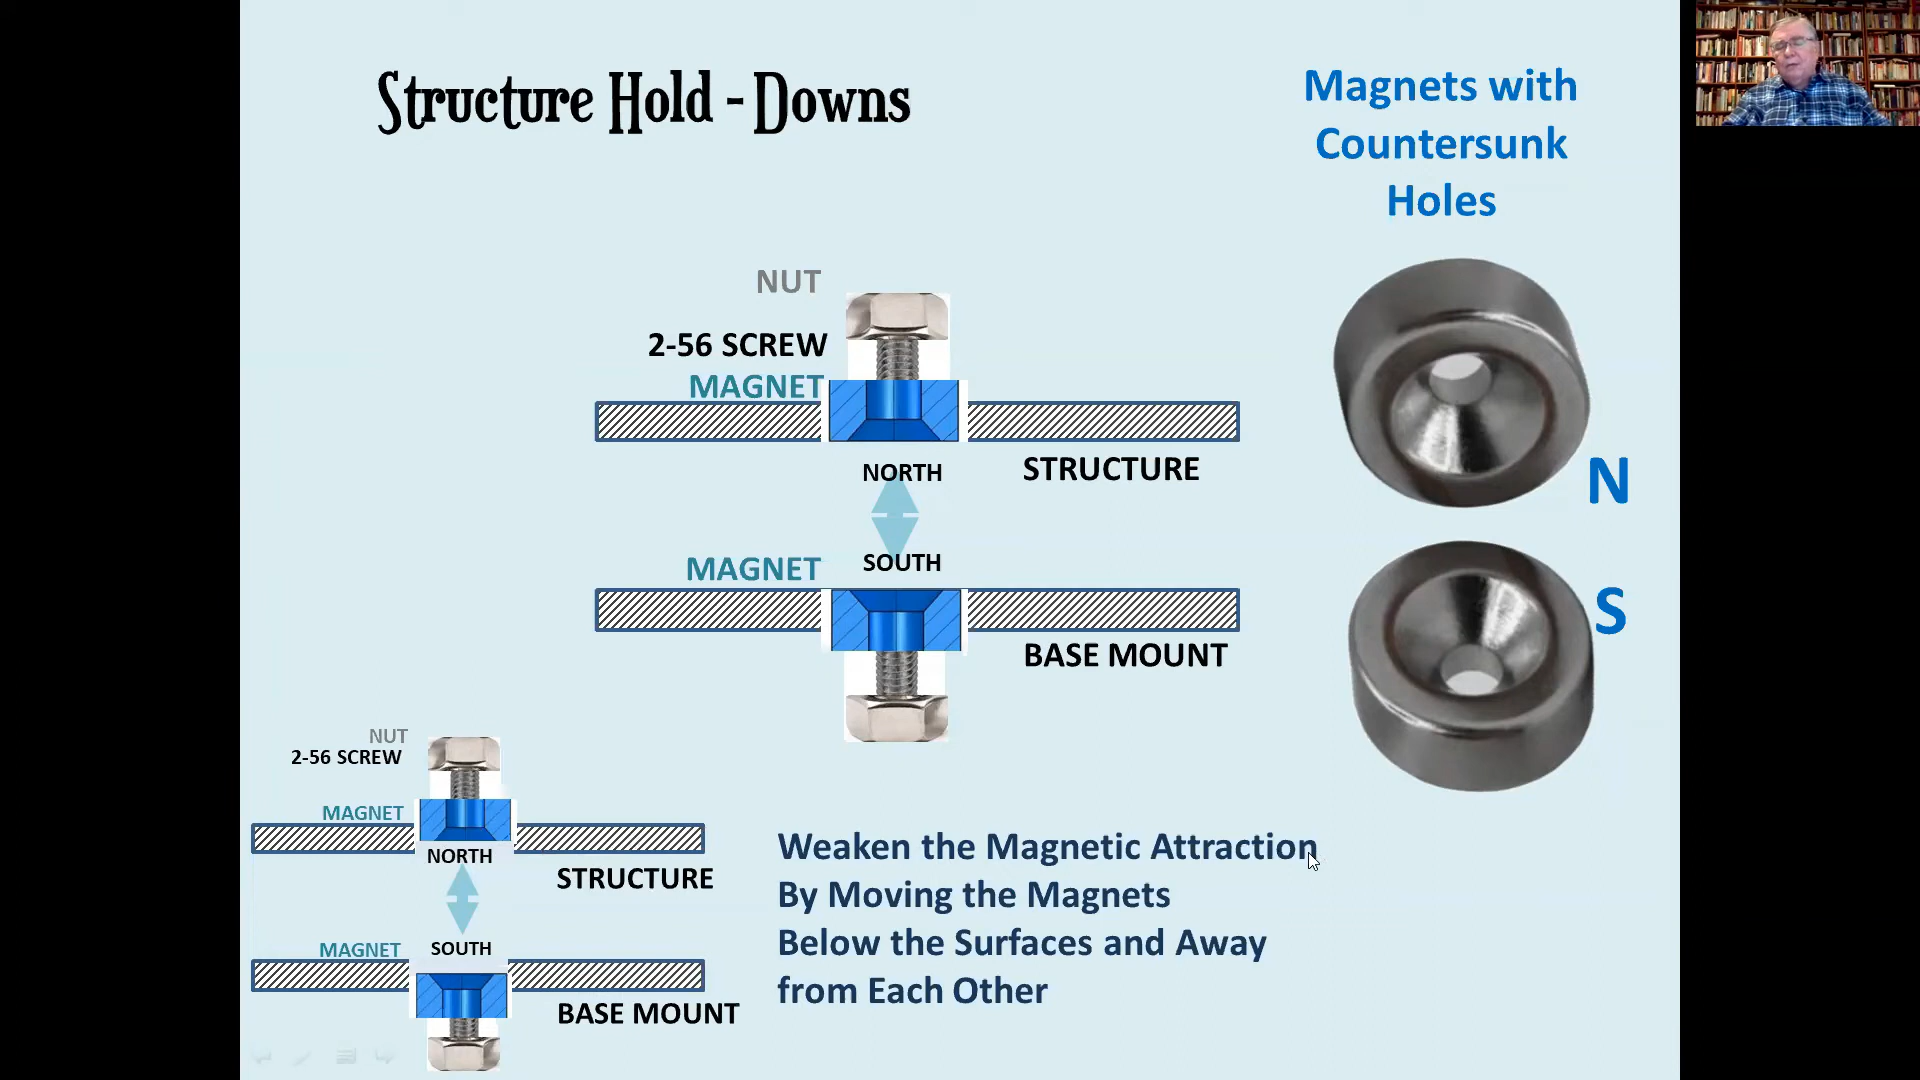 Structure Hold - Downs
Magnets with
Countersunk
Holes
NUT
2-56 SCREW
MAGNET
NORTH
STRUCTURE
MAGNET
SOUTH
BASE MOUNT
N
S
NUT
2-56 SCREW
MAGNET
NORTH
STRUCTURE
MAGNET
SOUTH
BASE MOUNT
Weaken the Magnetic Attraction
By Moving the Magnets
Below the Surfaces and Away
from Each Other